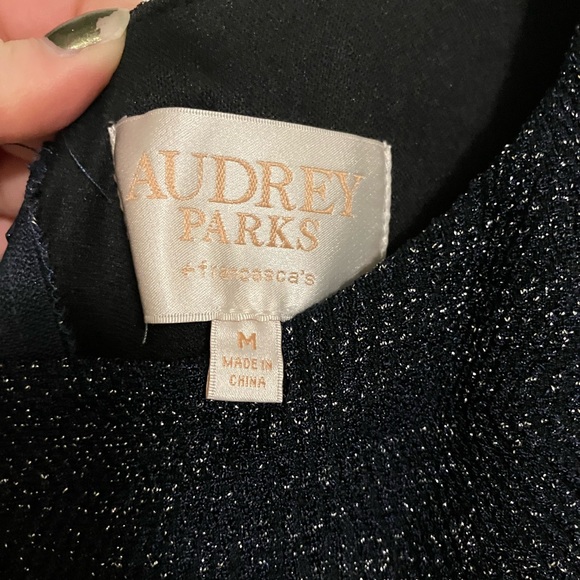 AUDREY
PARKS
+francesca's
M
MADE IN
CHINA